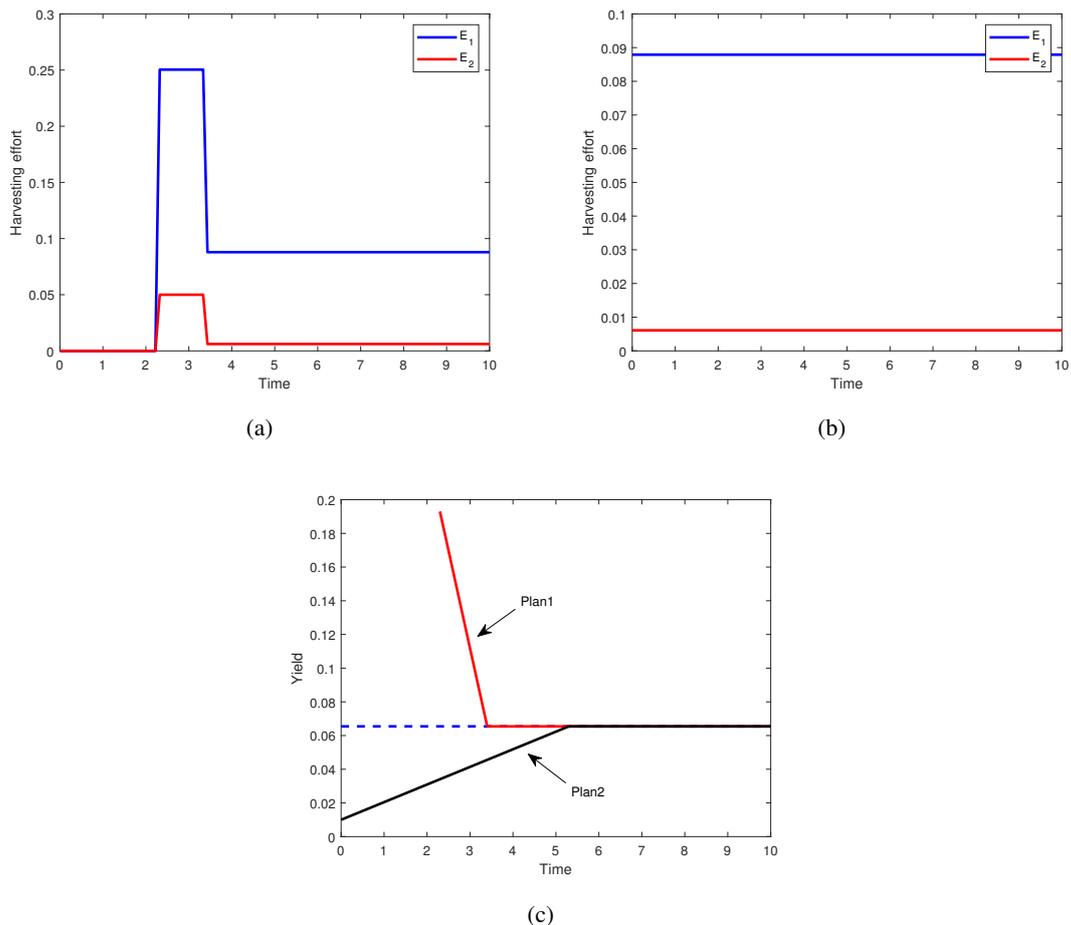 0.3
0.25
0.2
0.15
0.1
0.05
0
Harvesting effort
E1
E2
0 1 2 3 4 5 6 7 8 9 10
Time
(a)
0.1
0.09
0.08
0.07
0.06
0.05
0.04
0.03
0.02
0.01
0
Harvesting effort
E1
E2
0 1 2 3 4 5 6 7 8 9 10
Time
(b)
0.2
0.18
0.16
0.14
0.12
0.1
0.08
0.06
0.04
0.02
0
Yield
Plan1
Plan2
0 1 2 3 4 5 6 7 8 9 10
Time
(c)